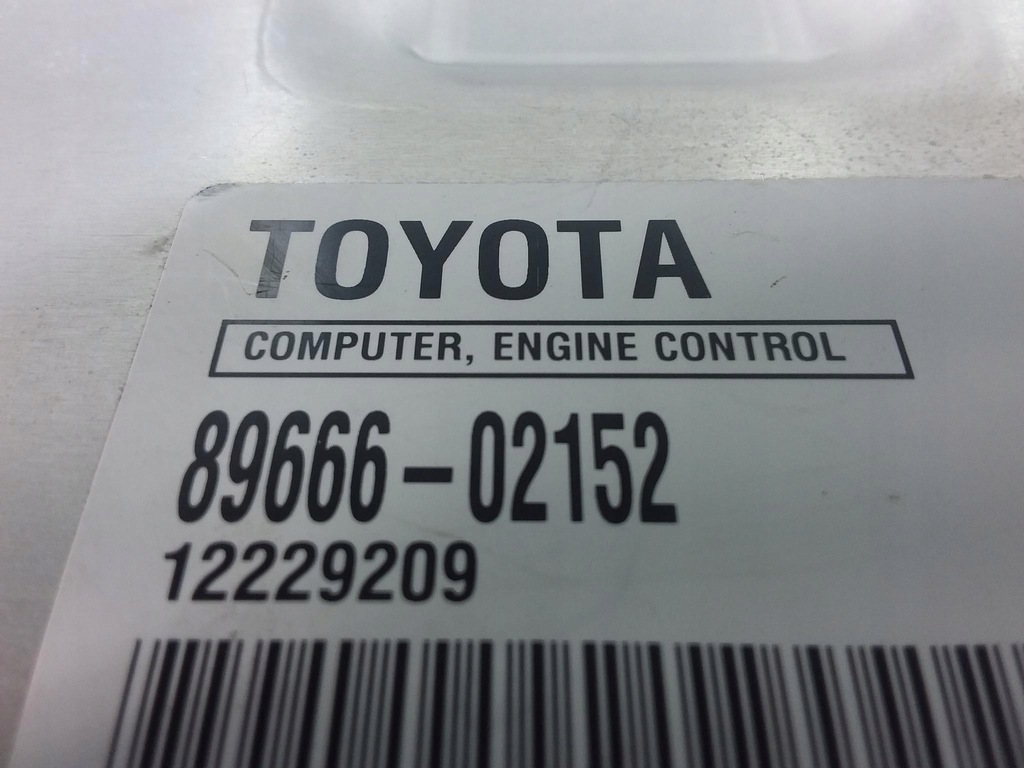 TOYOTA
COMPUTER, ENGINE CONTROL
89666-02152
12229209